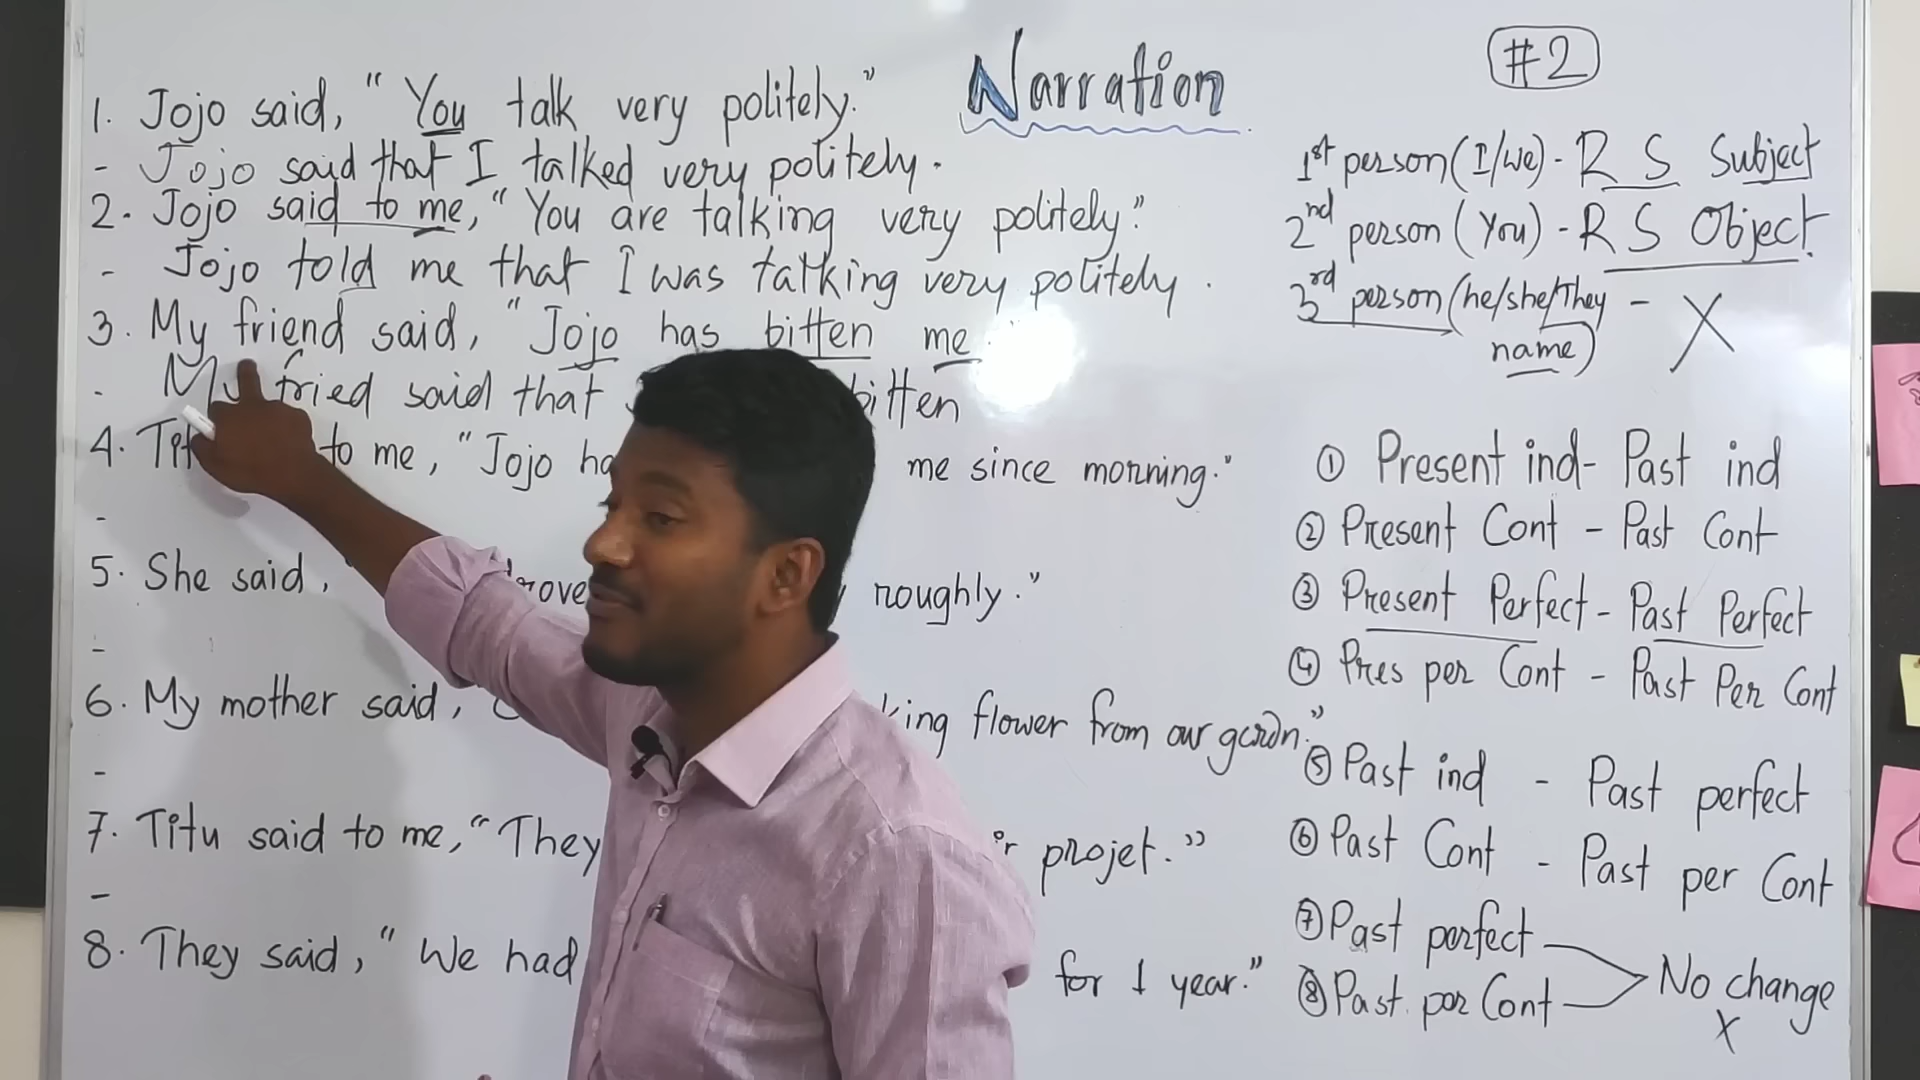 Narration
#2
1. Jojo said, "You talk very politely."
- Jojo said that I talked very politely.
2. Jojo said to me, "You are talking very politely."
- Jojo told me that I was talking very politely.
3. My friend said, "Jojo has bitten me."
- My fried said that bitten
4. to me, "Jojo me since morning."
-
5. She said, roughly."
-
6. My mother said, flower from our gardn."
-
7. Titu said to me, "They projet."
-
8. They said, "We had for 1 year."
1st person (I/We) - R S Subject
2nd person (You) - R S Object.
3rd person (he/she/They - X
name)
① Present ind - Past ind
② Present Cont - Past Cont
③ Present Perfect - Past Perfect
④ Pres per Cont - Past Per Cont
⑤ Past ind - Past perfect
⑥ Past Cont - Past per Cont
⑦ Past perfect
⑧ Past per Cont
No change
X